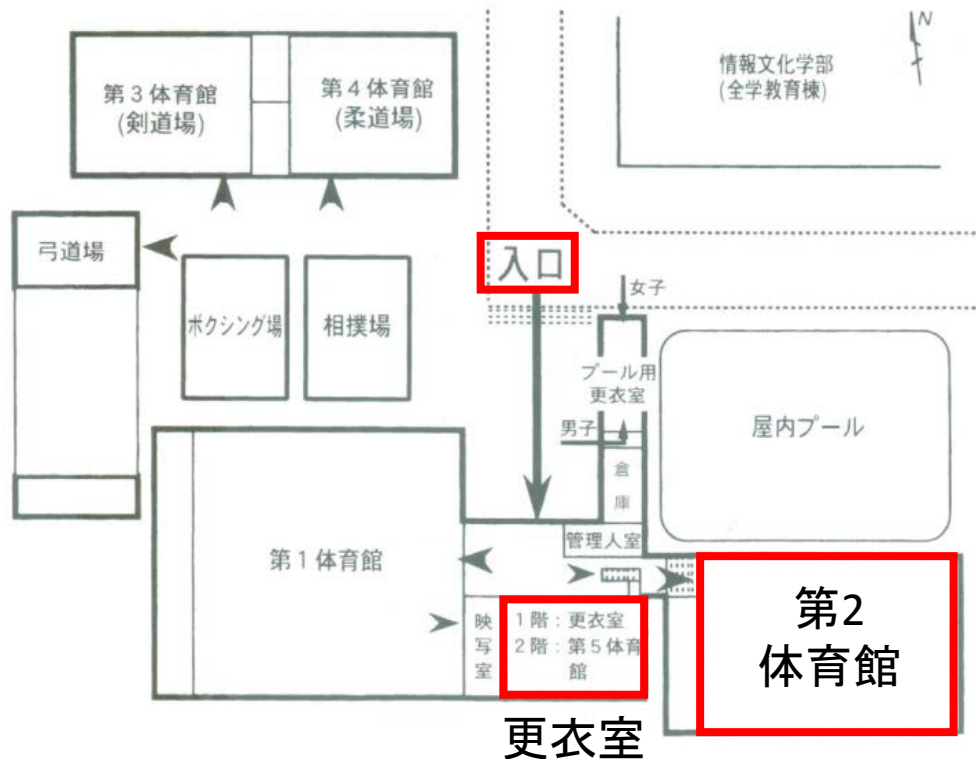 N
第3体育館
(剣道場)
第4体育館
(柔道場)
情報文化学部
(全学教育棟)
弓道場
入口
女子
ボクシング場
相撲場
プール用
更衣室
男子
屋内プール
倉
庫
管理人室
第1体育館
映
写
室
1階:更衣室
2階:第5体育
館
第2
体育館
更衣室